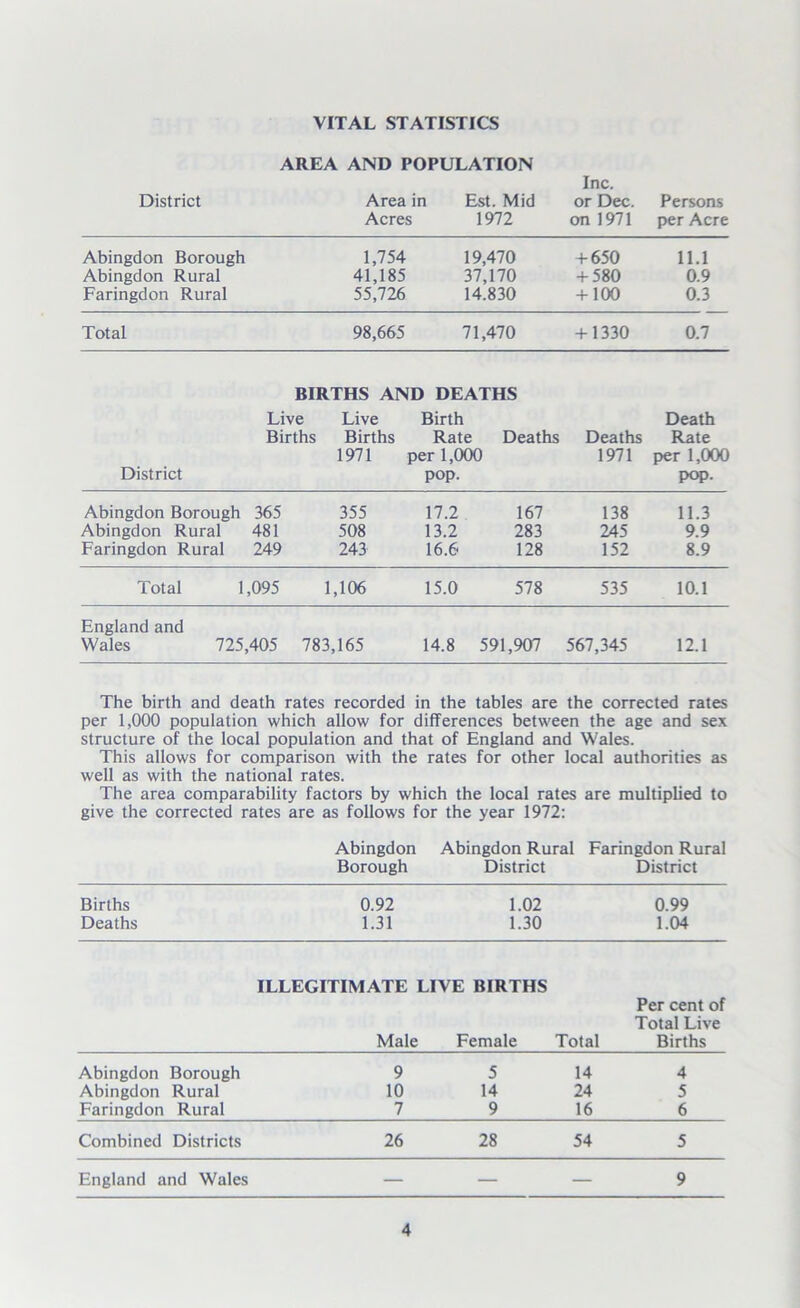 VITAL STATISTICS
AREA AND POPULATION
Inc.
District Area in Est. Mid or Dec. Persons
Acres 1972 on 1971 per Acre
Abingdon Borough 1,754 19,470 +650 11.1
Abingdon Rural 41,185 37,170 +580 0.9
Faringdon Rural 55,726 14.830 +100 0.3
Total 98,665 71,470 +1330 0.7
BIRTHS AND DEATHS
Live Live Birth Death
Births Births Rate Deaths Deaths Rate
1971 per 1,000 1971 per 1,000
District pop. pop.
Abingdon Borough 365 355 17.2 167 138 11.3
Abingdon Rural 481 508 13.2 283 245 9.9
Faringdon Rural 249 243 16.6 128 152 8.9
Total 1,095 1,106 15.0 578 535 10.1
England and
Wales 725,405 783,165 14.8 591,907 567,345 12.1
The birth and death rates recorded in the tables are the corrected rates
per 1,000 population which allow for differences between the age and sex
structure of the local population and that of England and Wales.
This allows for comparison with the rates for other local authorities as
well as with the national rates.
The area comparability factors by which the local rates are multiplied to
give the corrected rates are as follows for the year 1972:
Abingdon Abingdon Rural Faringdon Rural
Borough District District
Births 0.92 1.02 0.99
Deaths 1.31 1.30 1.04
ILLEGITIMATE LIVE BIRTHS
Per cent of
Total Live
Male Female Total Births
Abingdon Borough 9 5 14 4
Abingdon Rural 10 14 24 5
Faringdon Rural 7 9 16 6
Combined Districts 26 28 54 5
England and Wales — — — 9
4